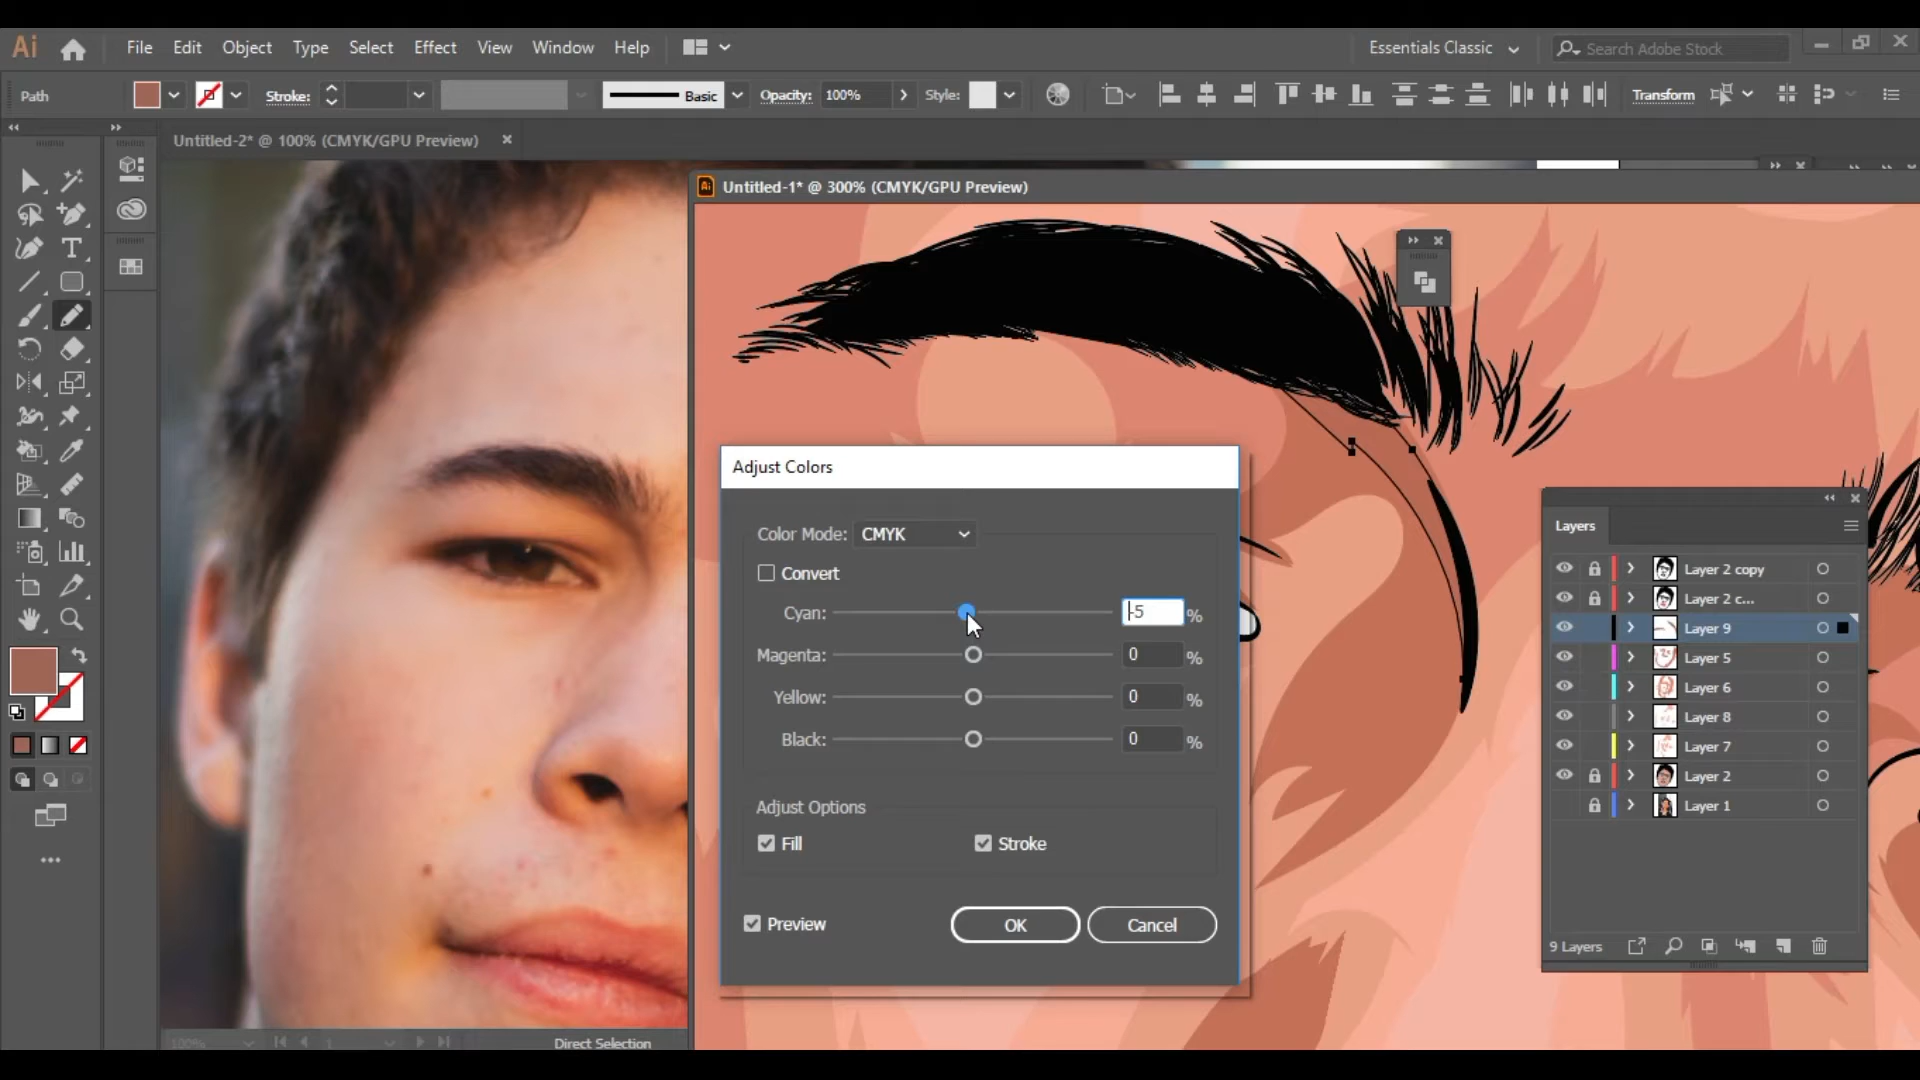 Ai File Edit Object Type Select Effect View Window Help Essentials Classic Search Adobe Stock
Path Stroke: Basic Opacity: 100% Style: Transform
Untitled-2* @ 100% (CMYK/GPU Preview)
Ai Untitled-1* @ 300% (CMYK/GPU Preview)
T
Adjust Colors
Color Mode: CMYK
Convert
Cyan: -5 %
Magenta: 0 %
Yellow: 0 %
Black: 0 %
Adjust Options
Fill Stroke
Preview OK Cancel
Layers
Layer 2 copy
Layer 2 c...
Layer 9
Layer 5
Layer 6
Layer 8
Layer 7
Layer 2
Layer 1
9 Layers
100% 1 Direct Selection